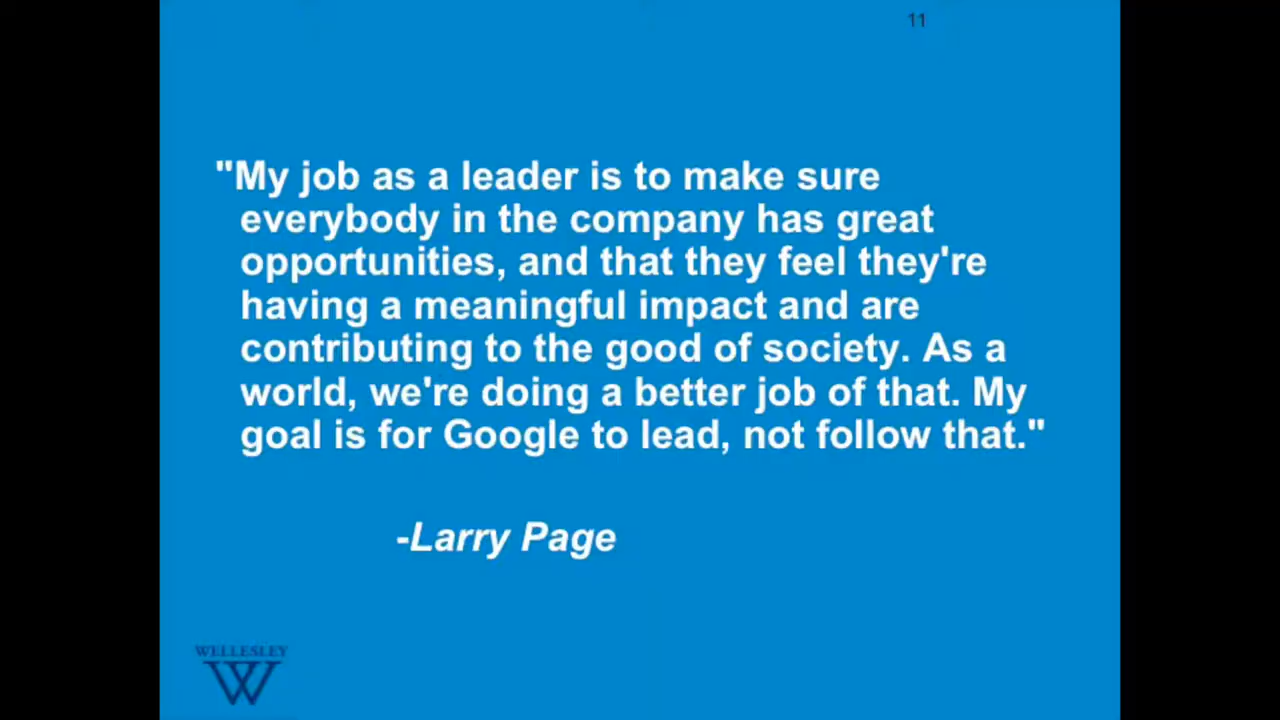 11
"My job as a leader is to make sure
everybody in the company has great
opportunities, and that they feel they're
having a meaningful impact and are
contributing to the good of society. As a
world, we're doing a better job of that. My
goal is for Google to lead, not follow that."
-Larry Page
WELLESLEY
W